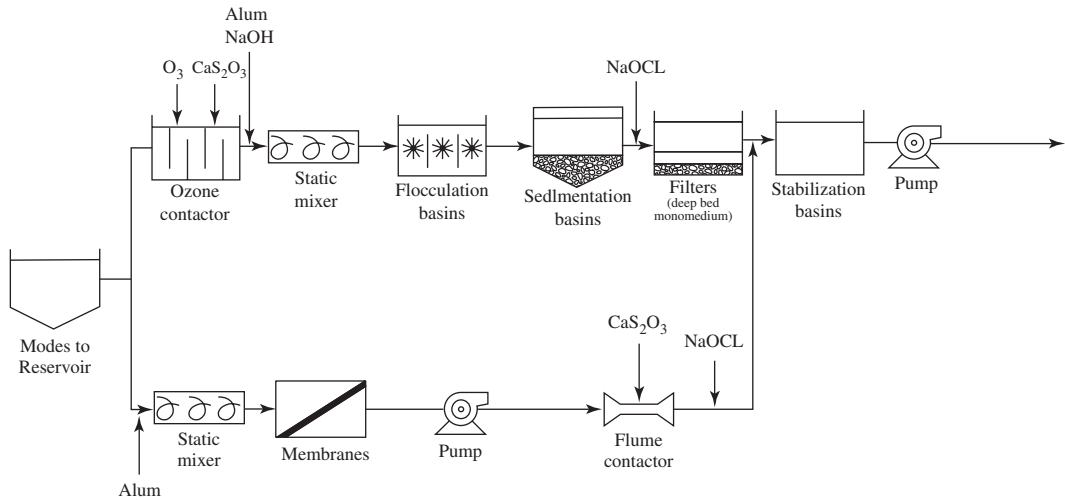 Alum
NaOH
O₃ CaS₂O₃
NaOCL
Ozone
contactor
Static
mixer
Flocculation
basins
Sedlmentation
basins
Filters
(deep bed
monomedium)
Stabilization
basins
Pump
Modes to
Reservoir
CaS₂O₃
NaOCL
Static
mixer
Membranes
Pump
Flume
contactor
Alum